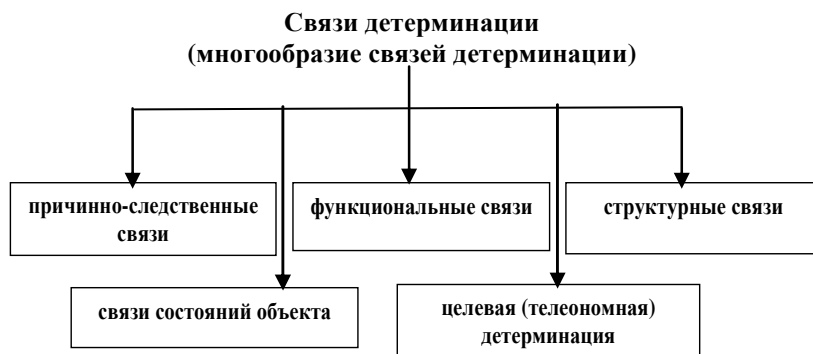 Связи детерминации
(многообразие связей детерминации)
причинно-следственные
связи
функциональные связи
структурные связи
связи состояний объекта
целевая (телеономная)
детерминация